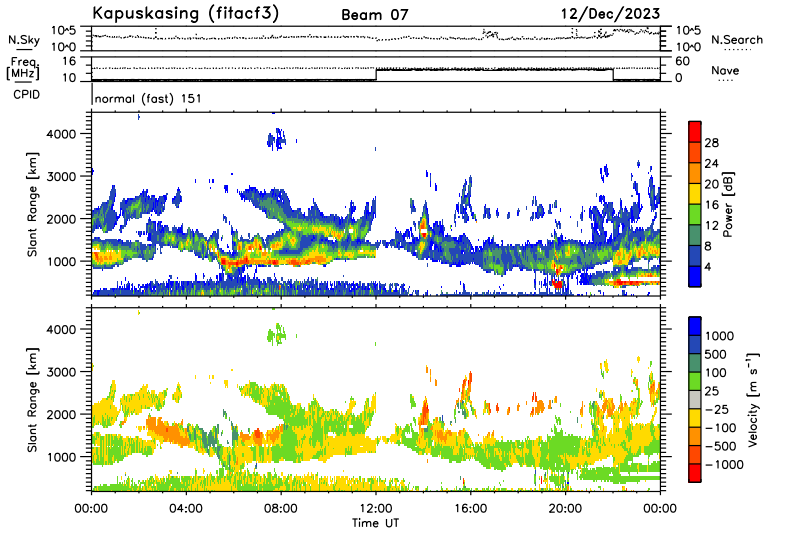 Kapuskasing (fitacf3) Beam 07 12/Dec/2023
N.Sky 10^5 10^0 10^5 10^0 N.Search
Freq. [MHz] 16 10 60 0 Nave
CPID normal (fast) 151
Slant Range [km] 4000 3000 2000 1000
Power [dB] 28 24 20 16 12 8 4
Slant Range [km] 4000 3000 2000 1000
Velocity [m s⁻¹] 1000 500 100 25 −25 −100 −500 −1000
00:00 04:00 08:00 12:00 16:00 20:00 00:00
Time UT